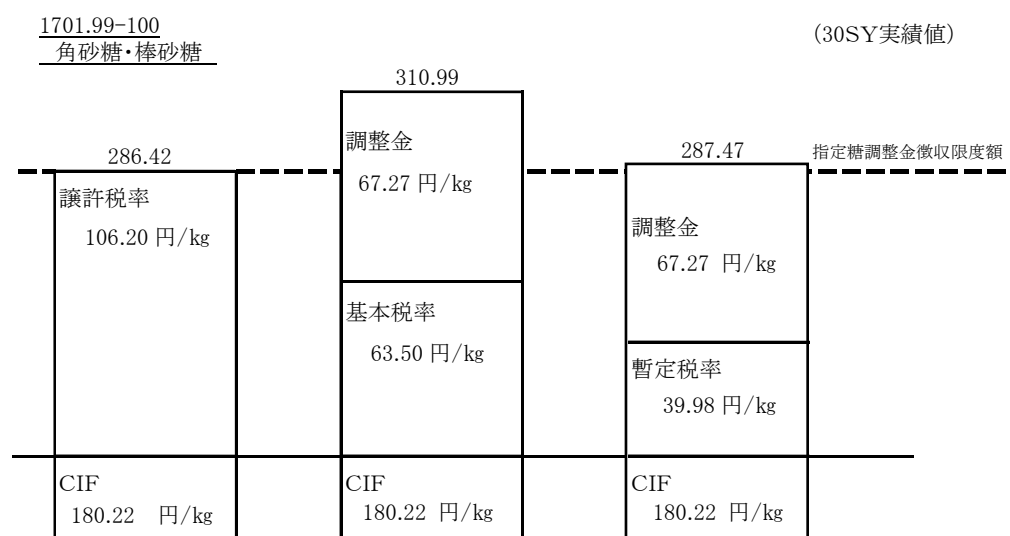 1701.99-100
角砂糖・棒砂糖
(30SY実績値)
286.42
譲許税率
106.20 円/kg
CIF
180.22 円/kg
310.99
調整金
67.27 円/kg
基本税率
63.50 円/kg
CIF
180.22 円/kg
287.47
指定糖調整金徴収限度額
調整金
67.27 円/kg
暫定税率
39.98 円/kg
CIF
180.22 円/kg